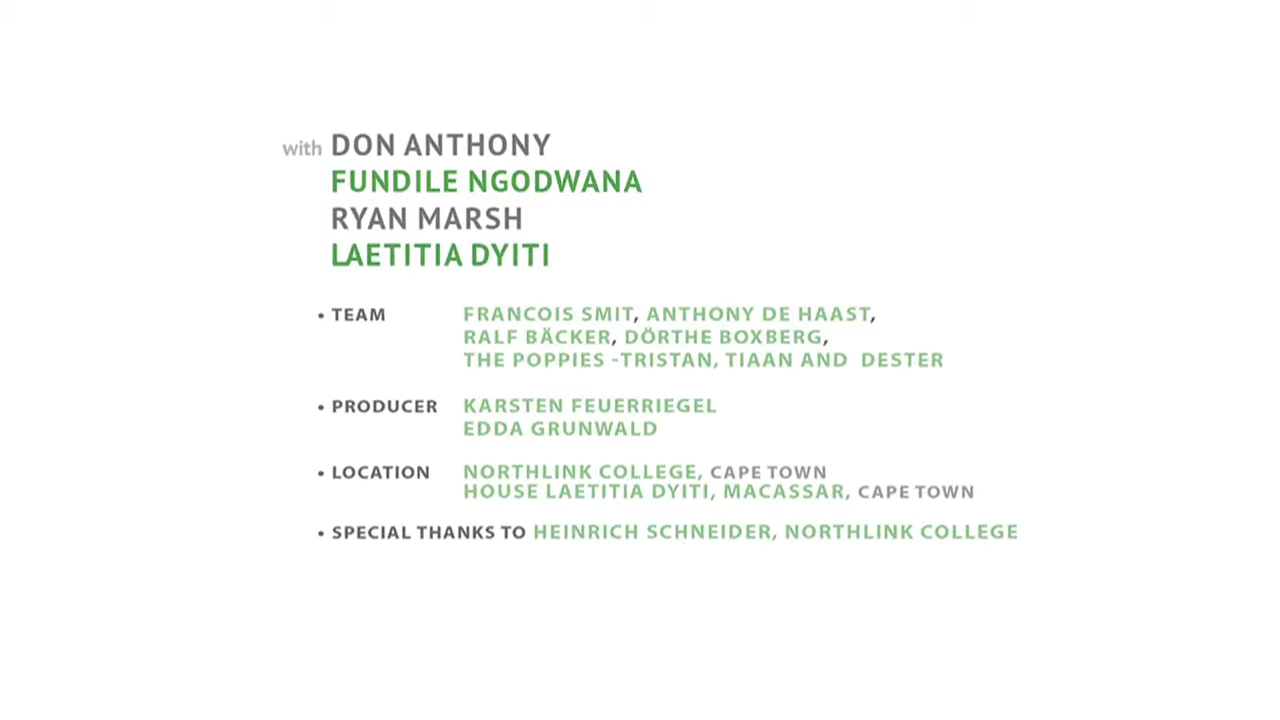 with DON ANTHONY
FUNDILE NGODWANA
RYAN MARSH
LAETITIA DYITI
• TEAM FRANCOIS SMIT, ANTHONY DE HAAST,
RALF BÄCKER, DÖRTHE BOXBERG,
THE POPPIES -TRISTAN, TIAAN AND DESTER
• PRODUCER KARSTEN FEUERRIEGEL
EDDA GRUNWALD
• LOCATION NORTHLINK COLLEGE, CAPE TOWN
HOUSE LAETITIA DYITI, MACASSAR, CAPE TOWN
• SPECIAL THANKS TO HEINRICH SCHNEIDER, NORTHLINK COLLEGE